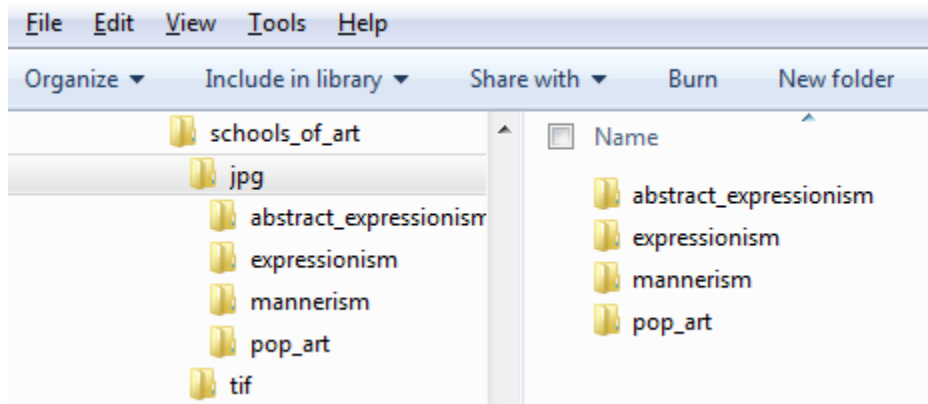 File Edit View Tools Help
Organize Include in library Share with Burn New folder
schools_of_art
jpg
abstract_expressionism
expressionism
mannerism
pop_art
tif
Name
abstract_expressionism
expressionism
mannerism
pop_art